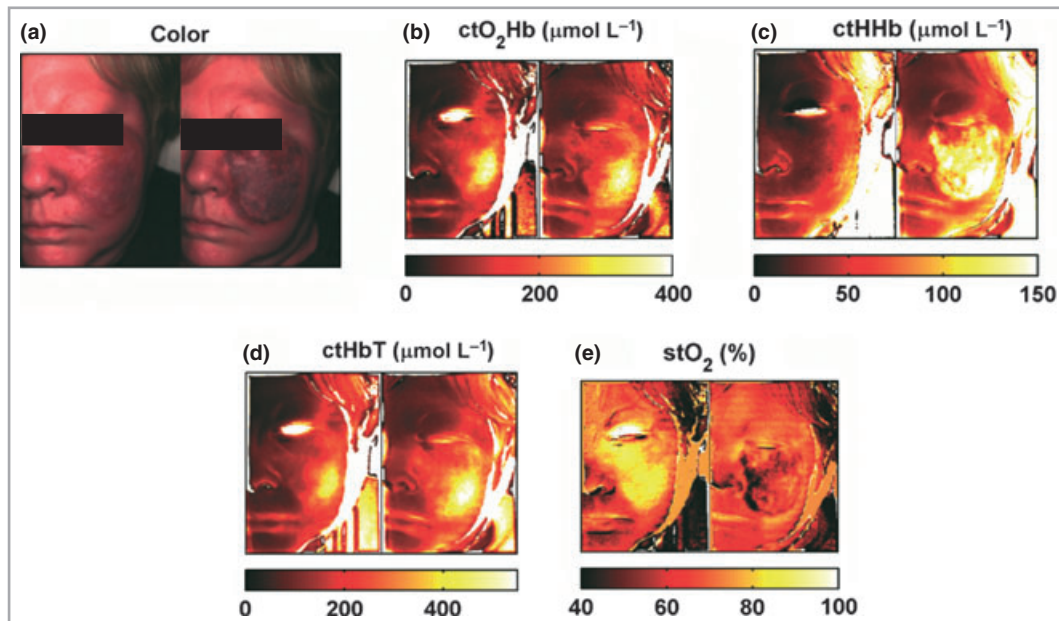 (a) Color
(b) ctO₂Hb (μmol L⁻¹)
(c) ctHHb (μmol L⁻¹)
0 200 400
0 50 100 150
(d) ctHbT (μmol L⁻¹)
(e) stO₂ (%)
0 200 400
40 60 80 100